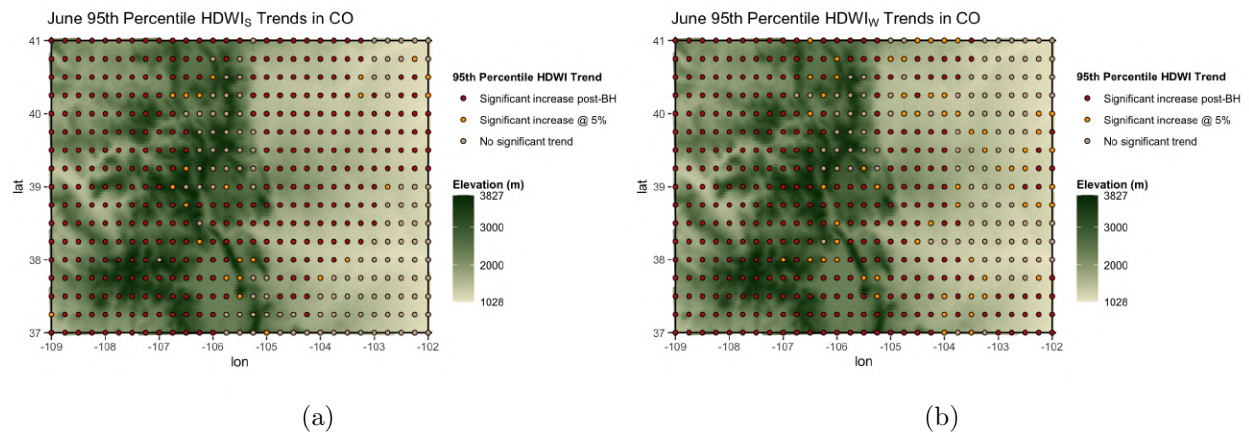 June 95th Percentile HDWI_S Trends in CO
41
40
39
38
37
lat
-109
-108
-107
-106
-105
-104
-103
-102
lon
95th Percentile HDWI Trend
Significant increase post-BH
Significant increase @ 5%
No significant trend
Elevation (m)
3827
3000
2000
1028
(a)
June 95th Percentile HDWI_W Trends in CO
41
40
39
38
37
lat
-109
-108
-107
-106
-105
-104
-103
-102
lon
95th Percentile HDWI Trend
Significant increase post-BH
Significant increase @ 5%
No significant trend
Elevation (m)
3827
3000
2000
1028
(b)